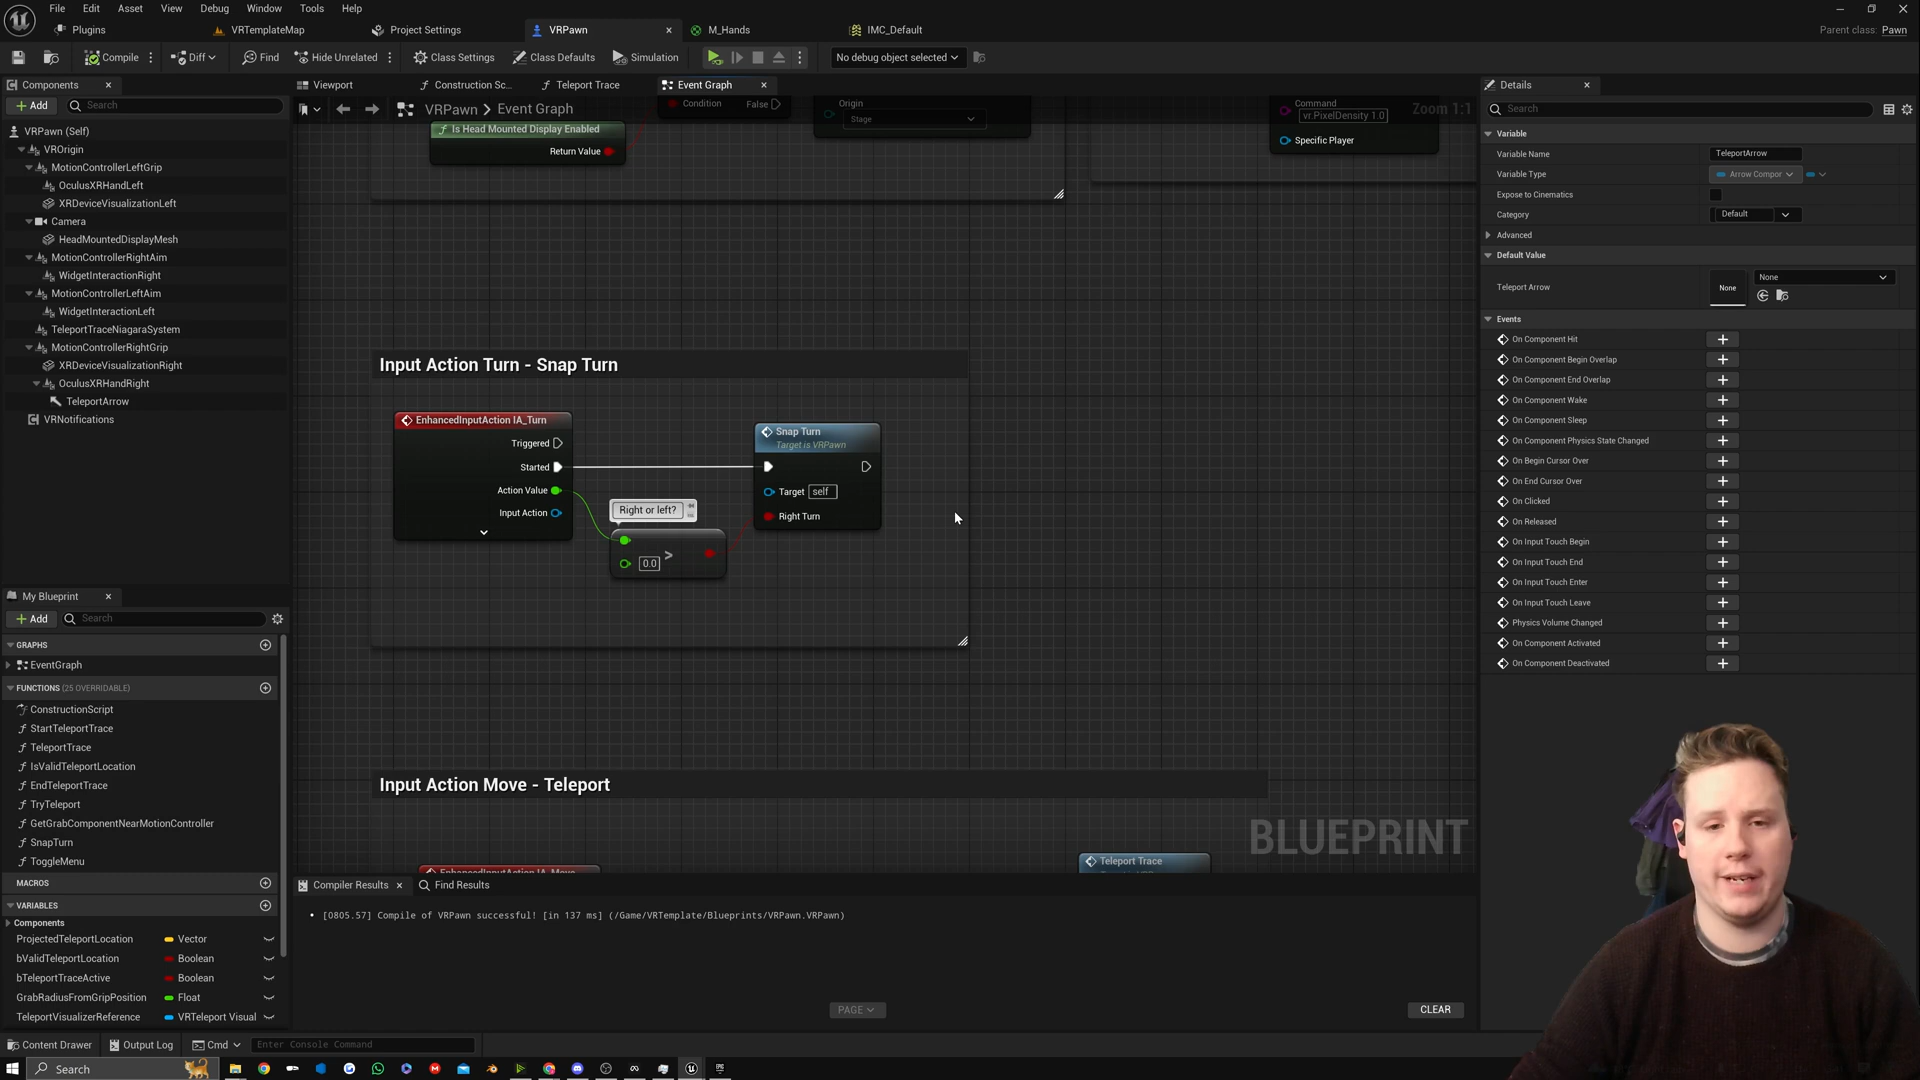 File Edit Asset View Debug Window Tools Help
Plugins VRTemplateMap Project Settings VRPawn M_Hands IMC_Default Parent class: Pawn
Compile Diff Find Hide Unrelated Class Settings Class Defaults Simulation No debug object selected
Components
Add Search
VRPawn (Self)
VROrigin
MotionControllerLeftGrip
OculusXRHandLeft
XRDeviceVisualizationLeft
Camera
HeadMountedDisplayMesh
MotionControllerRightAim
WidgetInteractionRight
MotionControllerLeftAim
WidgetInteractionLeft
TeleportTraceNiagaraSystem
MotionControllerRightGrip
XRDeviceVisualizationRight
OculusXRHandRight
TeleportArrow
VRNotifications
My Blueprint
Add Search
GRAPHS
EventGraph
FUNCTIONS (25 OVERRIDABLE)
ConstructionScript
StartTeleportTrace
TeleportTrace
IsValidTeleportLocation
EndTeleportTrace
TryTeleport
GetGrabComponentNearMotionController
SnapTurn
ToggleMenu
MACROS
VARIABLES
Components
ProjectedTeleportLocation Vector
bValidTeleportLocation Boolean
bTeleportTraceActive Boolean
GrabRadiusFromGripPosition Float
TeleportVisualizerReference VRTeleport Visual
Viewport Construction Sc... Teleport Trace Event Graph
VRPawn > Event Graph Zoom 1:1
Condition False
Origin
Stage
Is Head Mounted Display Enabled
Return Value
Command
vr.PixelDensity 1.0
Specific Player
Input Action Turn - Snap Turn
EnhancedInputAction IA_Turn
Triggered
Started
Action Value
Input Action
Right or left?
0.0 >
Snap Turn
Target is VRPawn
Target self
Right Turn
Input Action Move - Teleport
EnhancedInputAction IA_Move
Teleport Trace
BLUEPRINT
Compiler Results Find Results
• [0805.57] Compile of VRPawn successful! [in 137 ms] (/Game/VRTemplate/Blueprints/VRPawn.VRPawn)
PAGE CLEAR
Details
Search
Variable
Variable Name TeleportArrow
Variable Type Arrow Compor
Expose to Cinematics
Category Default
Advanced
Default Value
Teleport Arrow None None
Events
On Component Hit
On Component Begin Overlap
On Component End Overlap
On Component Wake
On Component Sleep
On Component Physics State Changed
On Begin Cursor Over
On End Cursor Over
On Clicked
On Released
On Input Touch Begin
On Input Touch End
On Input Touch Enter
On Input Touch Leave
Physics Volume Changed
On Component Activated
On Component Deactivated
Content Drawer Output Log Cmd Enter Console Command
Search